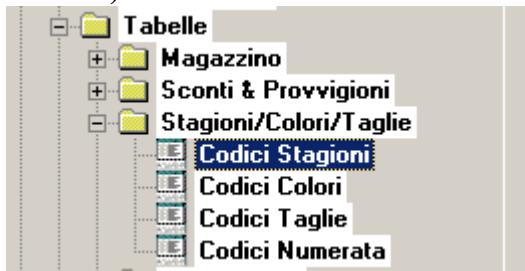 Tabelle
Magazzino
Sconti & Provvigioni
Stagioni/Colori/Taglie
Codici Stagioni
Codici Colori
Codici Taglie
Codici Numerata